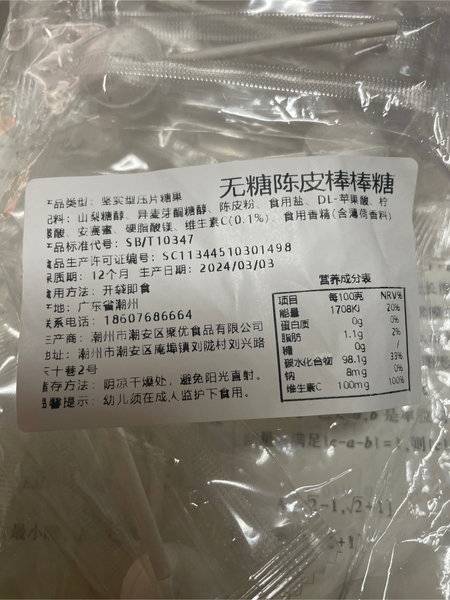 无糖陈皮棒棒糖
产品类型：坚实型压片糖果
配料：山梨糖醇、异麦芽酮糖醇、陈皮粉、食用盐、DL-苹果酸、柠
檬酸、安赛蜜、硬脂酸镁、维生素C(0.1%)、食用香精(含薄荷香料)
产品标准代号：SB/T10347
食品生产许可证编号：SC11344510301498
保质期：12个月 生产日期：2024/03/03
食用方法：开袋即食
产地：广东省潮州
联系电话：18607686664
生产商：潮州市潮安区聚优食品有限公司
地址：潮州市潮安区庵埠镇刘陇村刘兴路
东十巷2号
储存方法：阴凉干燥处，避免阳光直射。
温馨提示：幼儿须在成人监护下食用。
营养成分表
项目 每100克 NRV%
能量 1708KJ 20%
蛋白质 0g 0%
脂肪 1.1g 2%
糖 0g /
碳水化合物 98.1g 33%
钠 8mg 0%
维生素C 100mg 100%